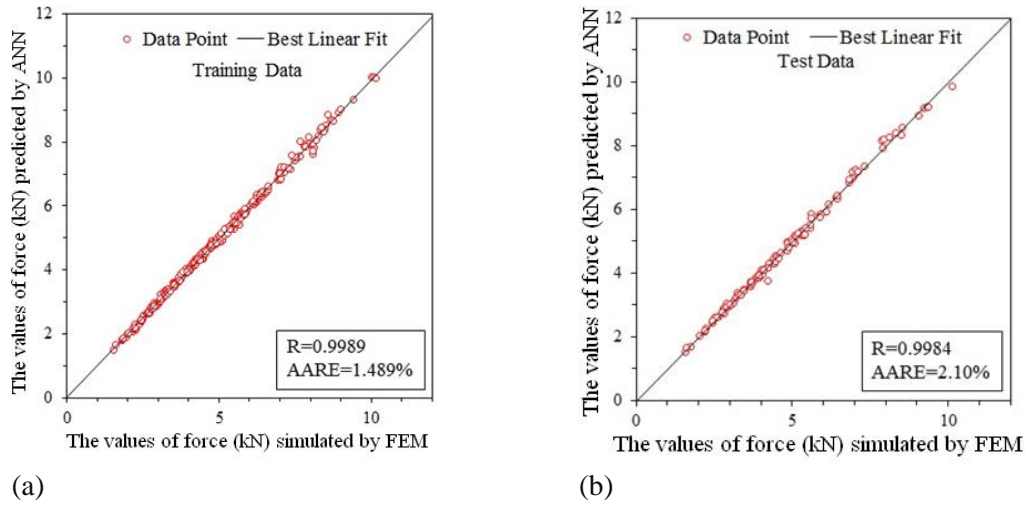 The values of force (kN) predicted by ANN
12
10
8
6
4
2
0
Data Point
Best Linear Fit
Training Data
R=0.9989
AARE=1.489%
0
5
10
The values of force (kN) simulated by FEM
(a)
The values of force (kN) predicted by ANN
12
10
8
6
4
2
0
Data Point
Best Linear Fit
Test Data
R=0.9984
AARE=2.10%
0
5
10
The values of force (kN) simulated by FEM
(b)